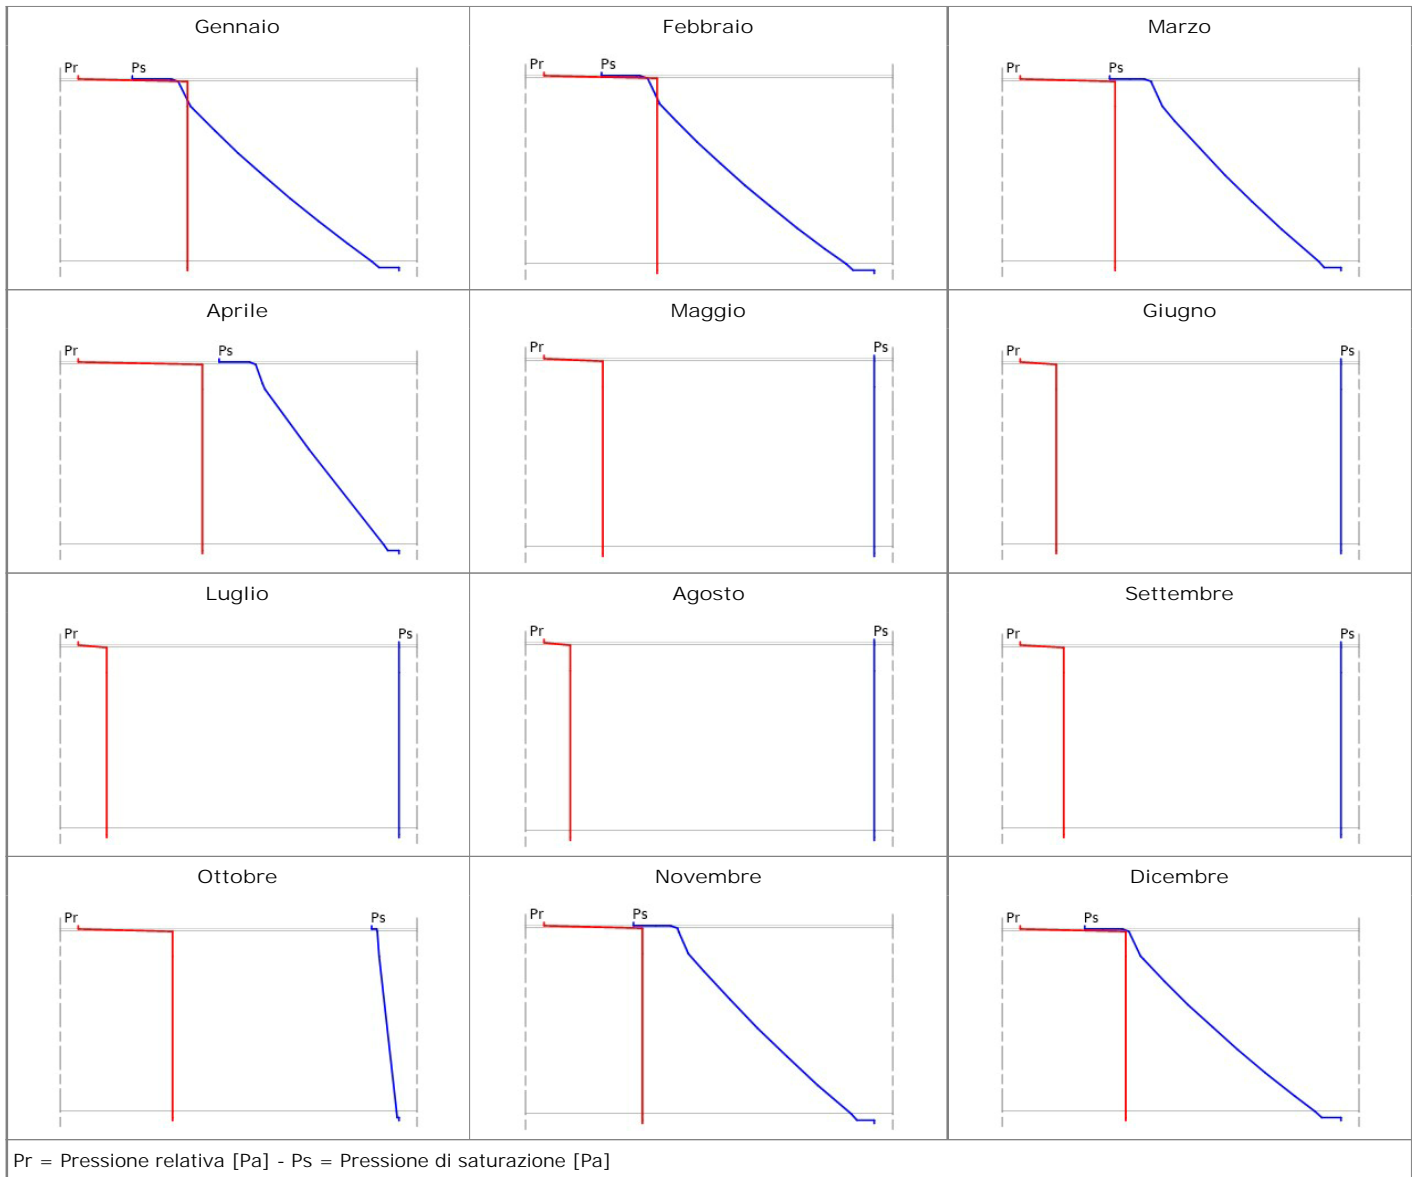 Gennaio
Febbraio
Marzo
Pr Ps
Pr Ps
Pr Ps
Aprile
Maggio
Giugno
Pr Ps
Pr Ps
Pr Ps
Luglio
Agosto
Settembre
Pr Ps
Pr Ps
Pr Ps
Ottobre
Novembre
Dicembre
Pr Ps
Pr Ps
Pr Ps
Pr = Pressione relativa [Pa] - Ps = Pressione di saturazione [Pa]